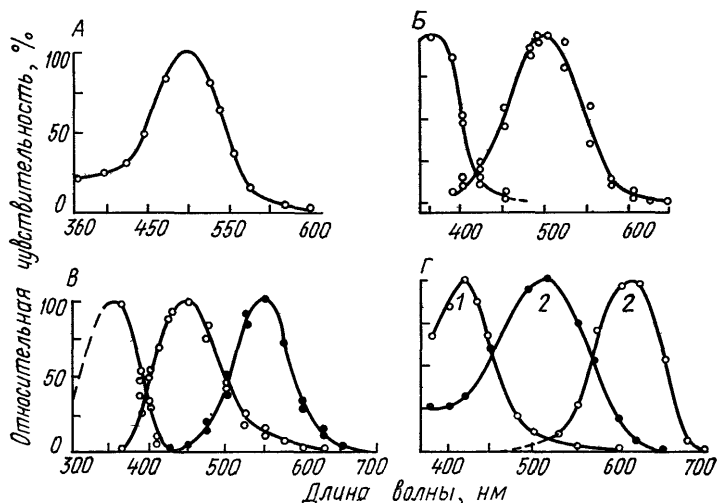 А
Б
100
50
0
360 450 550 600
400 500 600
В
Г
100
50
0
300 400 500 600 700
400 500 600 700
1 2 2
Относительная чувствительность, %
Длина волны, нм